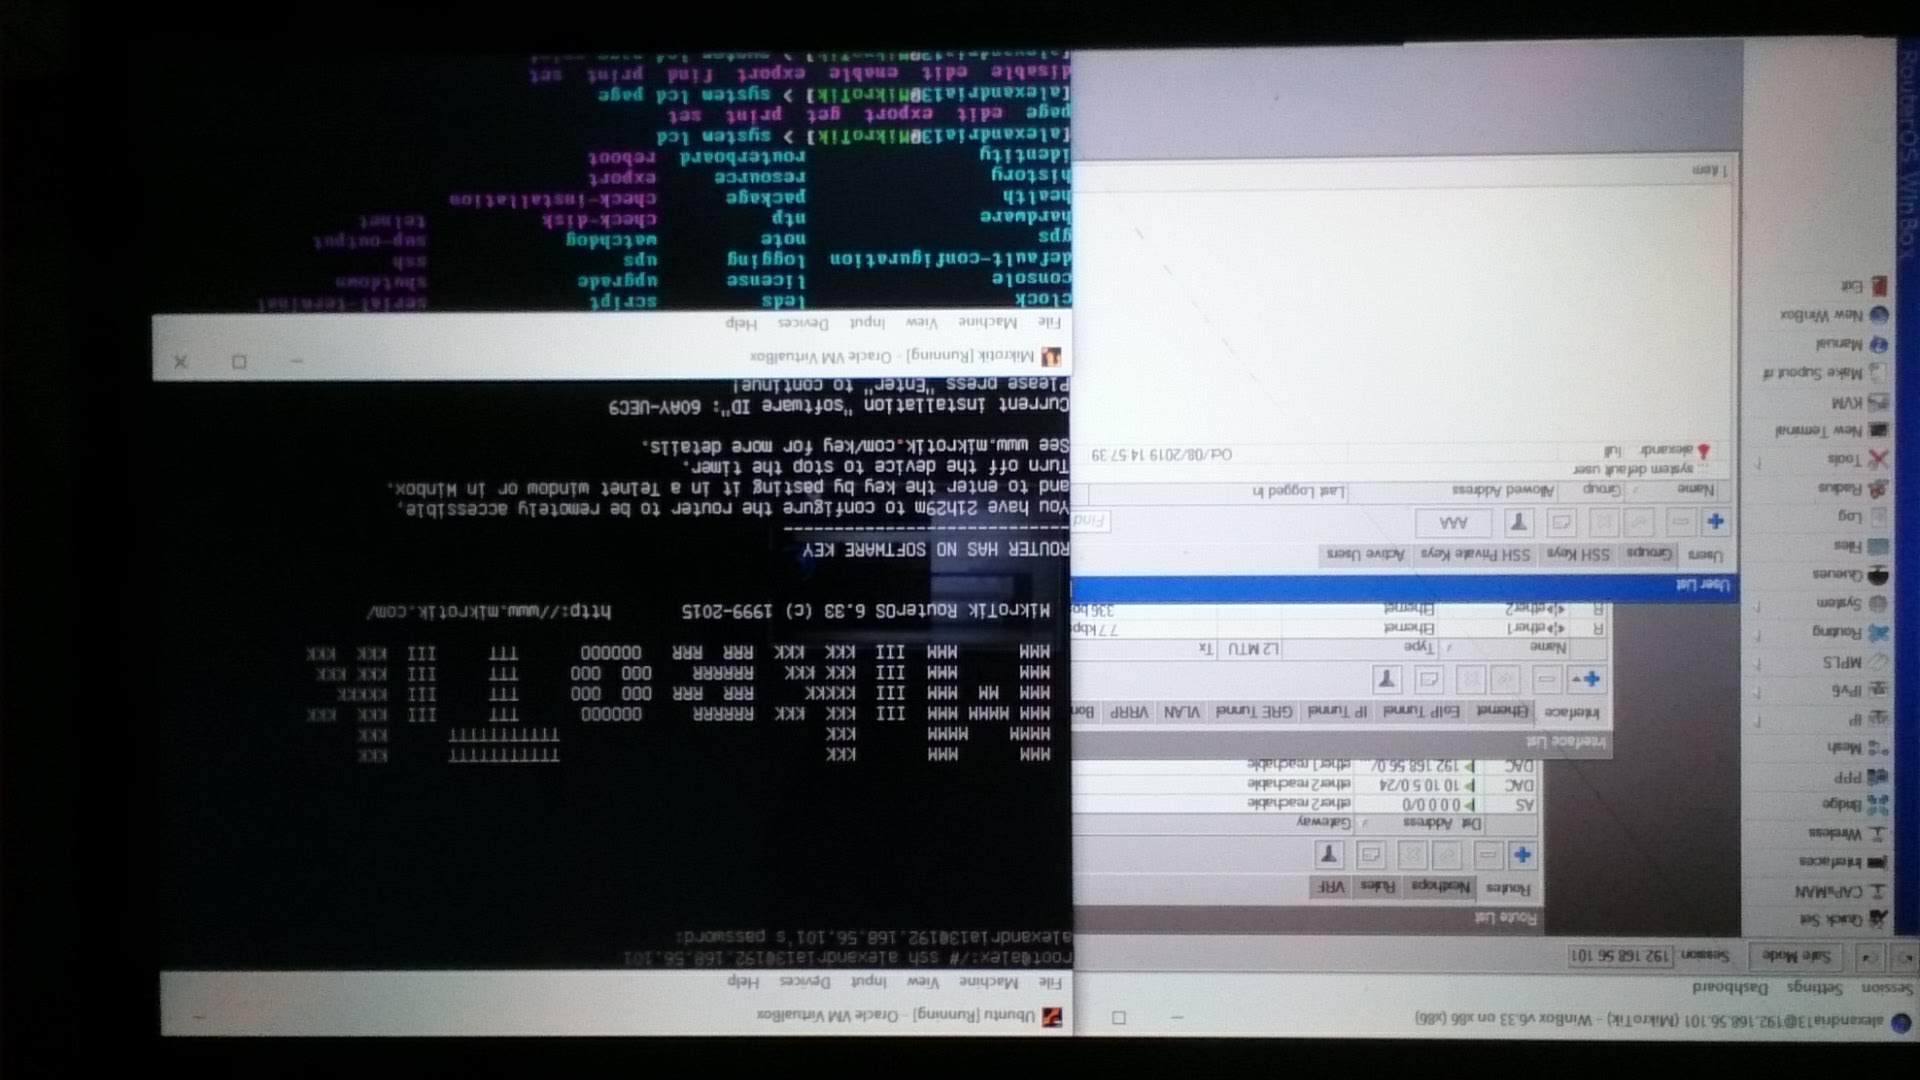 alexandria13@192.168.56.101 (MikroTik) - WinBox v6.33 on x86 (x86)
Session Settings Dashboard
Safe Mode Session: 192.168.56.101
Quick Set
CAPsMAN
Interfaces
Wireless
Bridge
PPP
Mesh
IP
IPv6
MPLS
Routing
System
Queues
Files
Log
Radius
Tools
New Terminal
KVM
Make Supout.rif
Manual
New WinBox
Exit
RouterOS WinBox
Route List
Routes Nexthops Rules VRF
Dst. Address Gateway
AS 0.0.0.0/0 ether2 reachable
DAC 10.10.5.0/24 ether2 reachable
DAC 192.168.56.0/... ether1 reachable
Interface List
Interface Ethernet EoIP Tunnel IP Tunnel GRE Tunnel VLAN VRRP Bon
Name Type L2 MTU Tx
R ether1 Ethernet 7.7 kbp
R ether2 Ethernet 336 bp
User List
Users Groups SSH Keys SSH Private Keys Active Users
AAA Find
Name Group Allowed Address Last Logged In
... system default user
alexandr full Oct/08/2019 14:57:39
1 item
Ubuntu [Running] - Oracle VM VirtualBox
File Machine View Input Devices Help
root@alex:/# ssh alexandria13@192.168.56.101
alexandria13@192.168.56.101's password:
MMM MMM KKK TTTTTTTTTTT KKK
MMMM MMMM KKK TTTTTTTTTTT KKK
MMM MMMM MMM III KKK KKK RRRRRR OOOOOO TTT III KKK KKK
MMM MM MMM III KKKKK RRR RRR OOO OOO TTT III KKKKK
MMM MMM III KKK KKK RRRRRR OOO OOO TTT III KKK KKK
MMM MMM III KKK KKK RRR RRR OOOOOO TTT III KKK KKK
MikroTik RouterOS 6.33 (c) 1999-2015 http://www.mikrotik.com/
ROUTER HAS NO SOFTWARE KEY
----------------------------
You have 21h29m to configure the router to be remotely accessible,
and to enter the key by pasting it in a Telnet window or in Winbox.
Turn off the device to stop the timer.
See www.mikrotik.com/key for more details.
Current installation "software ID": 60AY-UEC9
Please press "Enter" to continue!
Mikrotik [Running] - Oracle VM VirtualBox
File Machine View Input Devices Help
clock leds script serial-terminal
console license upgrade shutdown
default-configuration logging ups ssh
gps note watchdog sup-output
hardware ntp check-disk telnet
health package check-installation
history resource export
identity routerboard reboot
[alexandria13@MikroTik] > system lcd
page edit export get print set
[alexandria13@MikroTik] > system lcd page
disable edit enable export find print set
[alexandria13@MikroTik] > system lcd page print